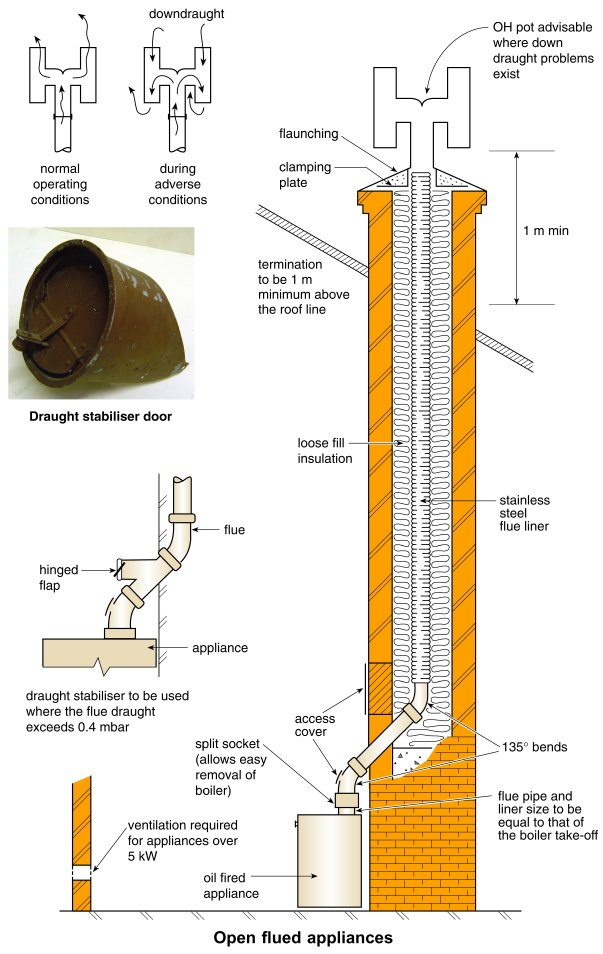 downdraught
normal
operating
conditions
during
adverse
conditions
OH pot advisable
where down
draught problems
exist
flaunching
clamping
plate
1 m min
termination
to be 1 m
minimum above
the roof line
Draught stabiliser door
loose fill
insulation
stainless
steel
flue liner
flue
hinged
flap
appliance
draught stabiliser to be used
where the flue draught
exceeds 0.4 mbar
access
cover
split socket
(allows easy
removal of
boiler)
135° bends
flue pipe and
liner size to be
equal to that of
the boiler take-off
ventilation required
for appliances over
5 kW
oil fired
appliance
Open flued appliances